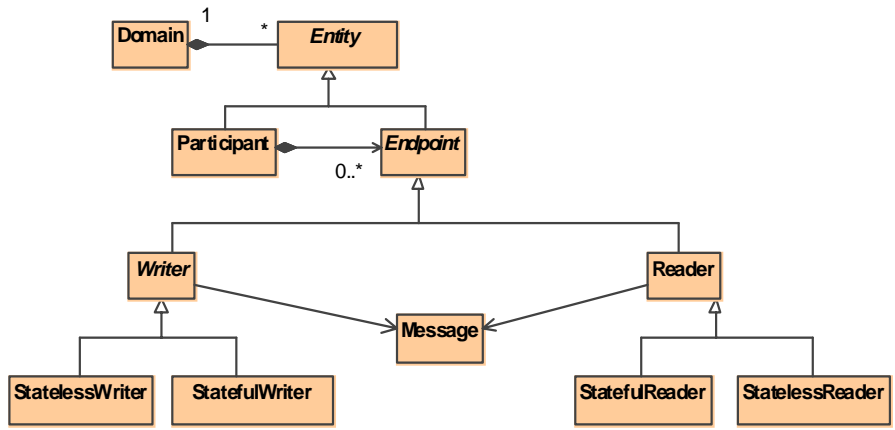 1
Domain
*
Entity
Participant
Endpoint
0..*
Writer
Reader
Message
StatelessWriter
StatefulWriter
StatefulReader
StatelessReader